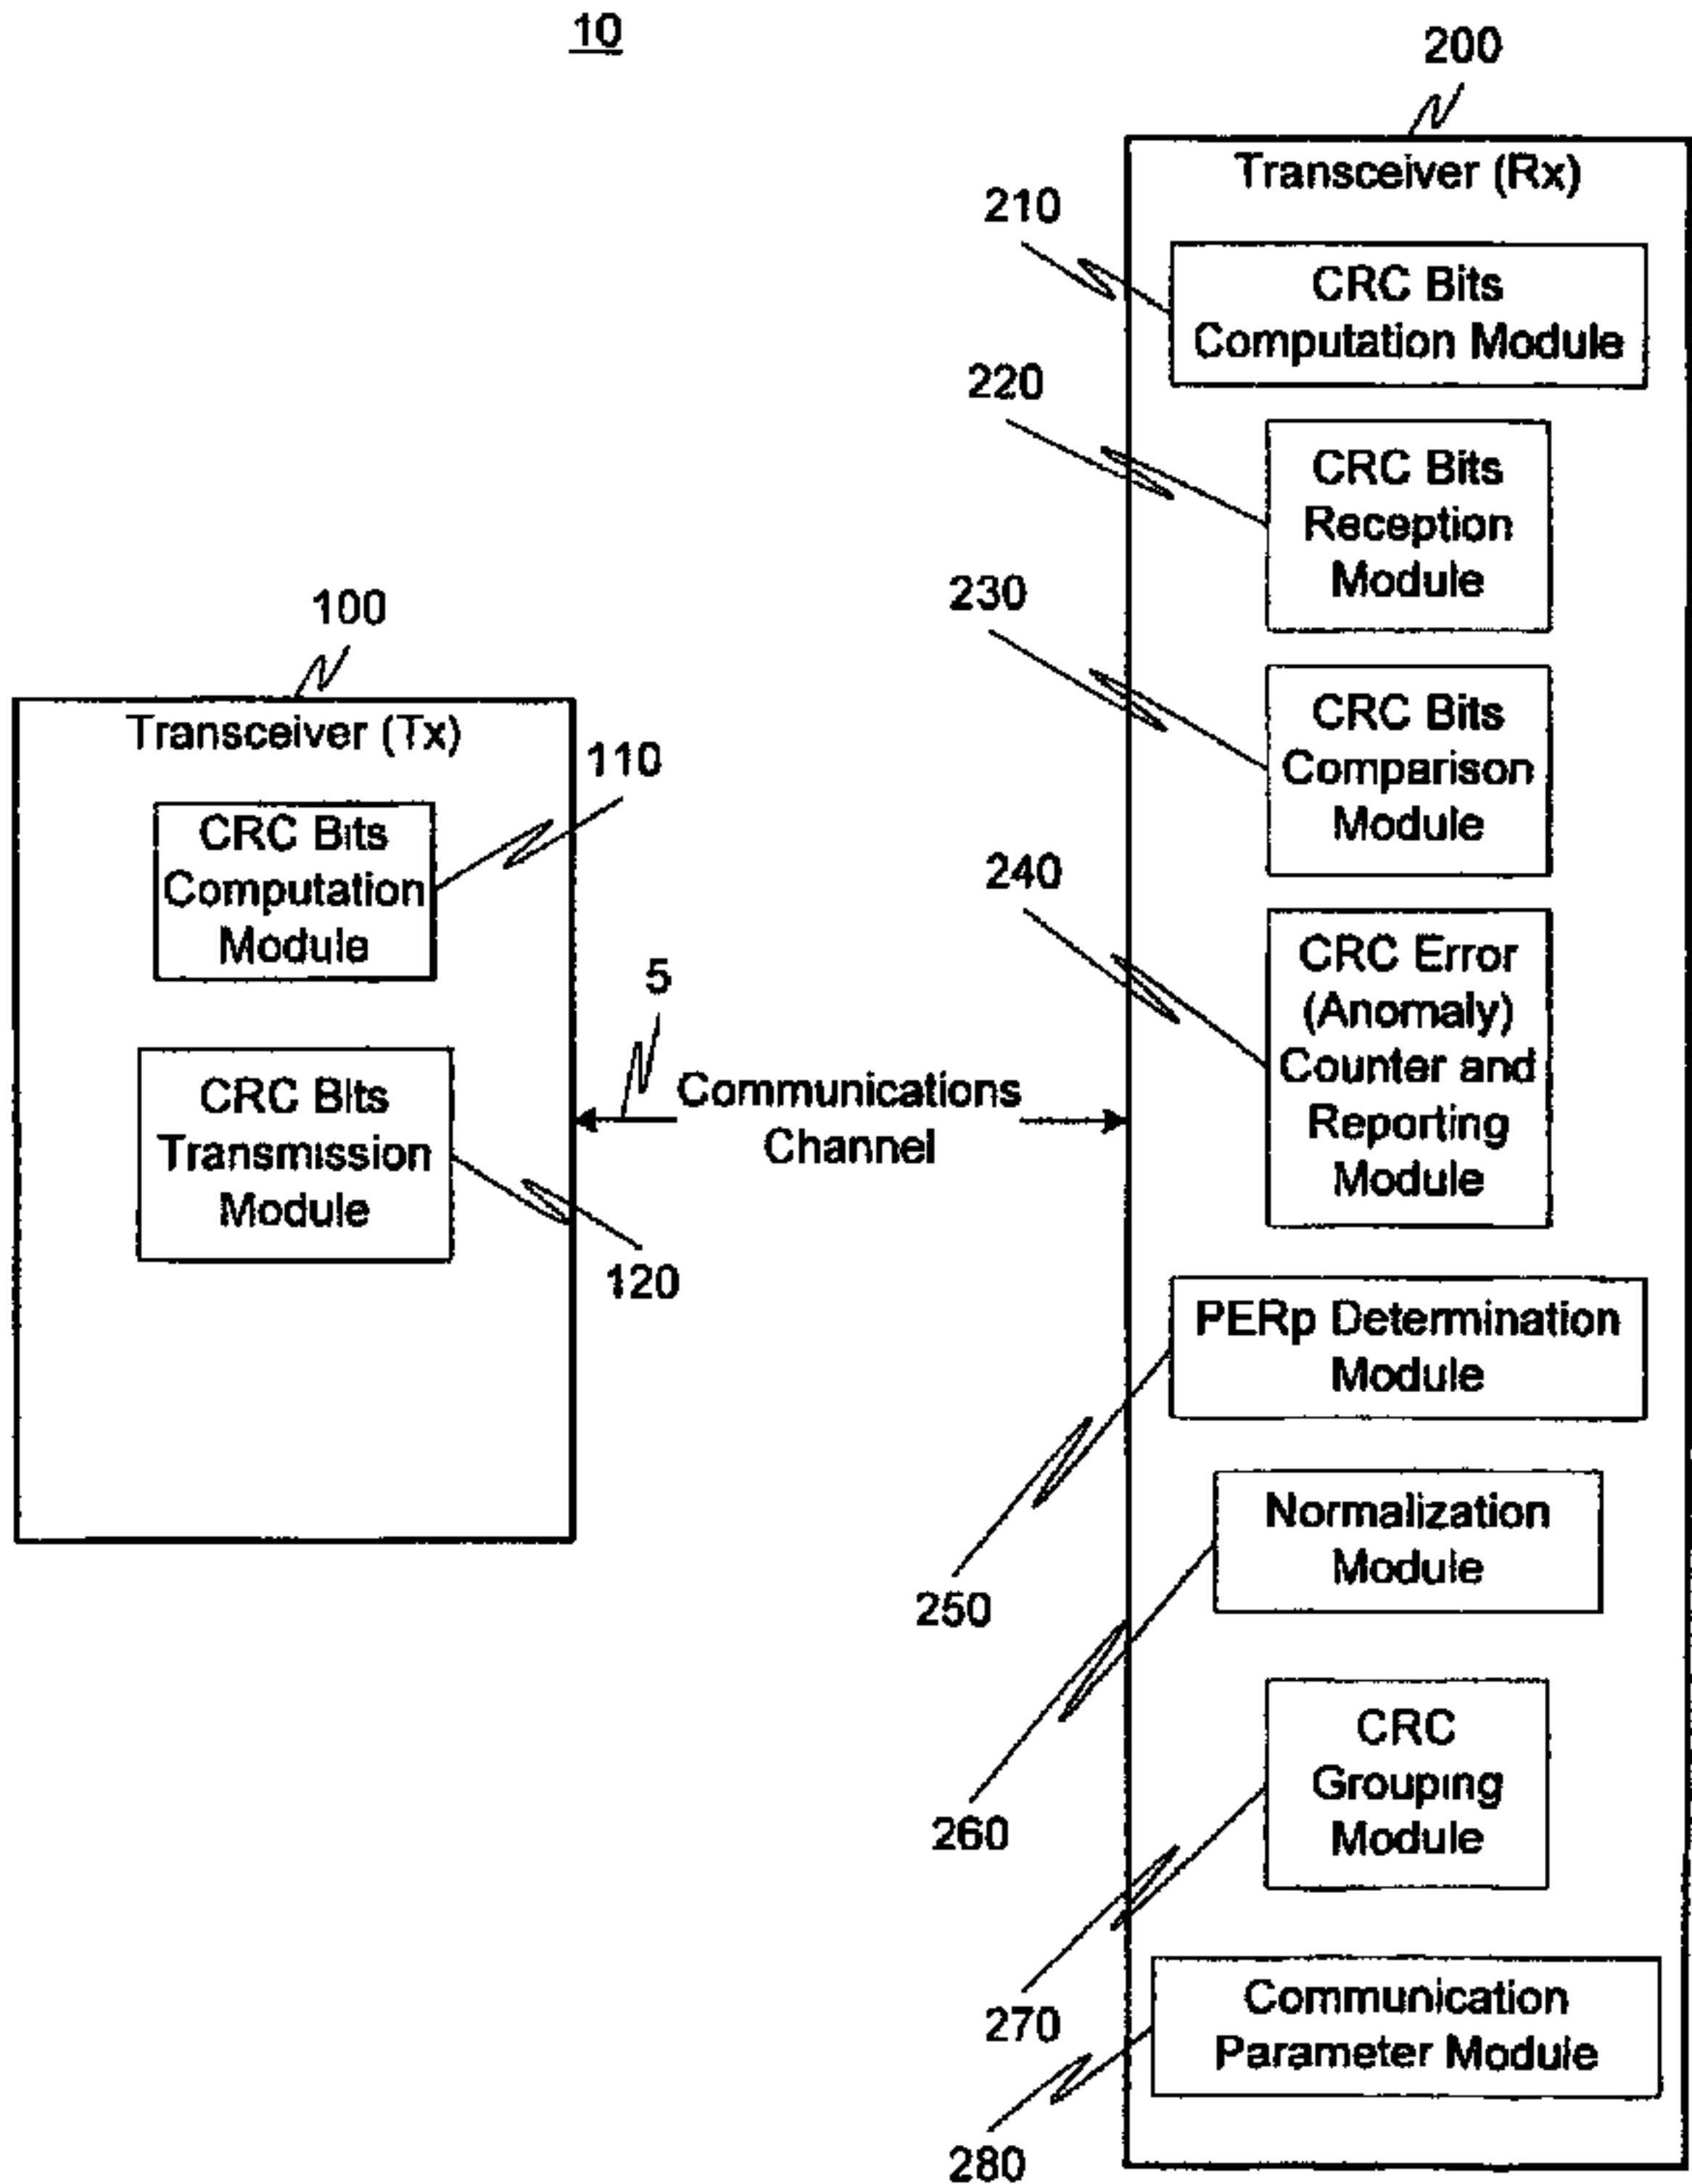 10
200
Transceiver (Rx)
210
CRC Bits
Computation Module
220
CRC Bits
Reception
Module
230
CRC Bits
Comparison
Module
240
CRC Error
(Anomaly)
Counter and
Reporting
Module
PERp Determination
Module
250
Normalization
Module
260
CRC
Grouping
Module
270
Communication
Parameter Module
280
100
Transceiver (Tx)
110
CRC Bits
Computation
Module
CRC Bits
Transmission
Module
120
5
Communications
Channel